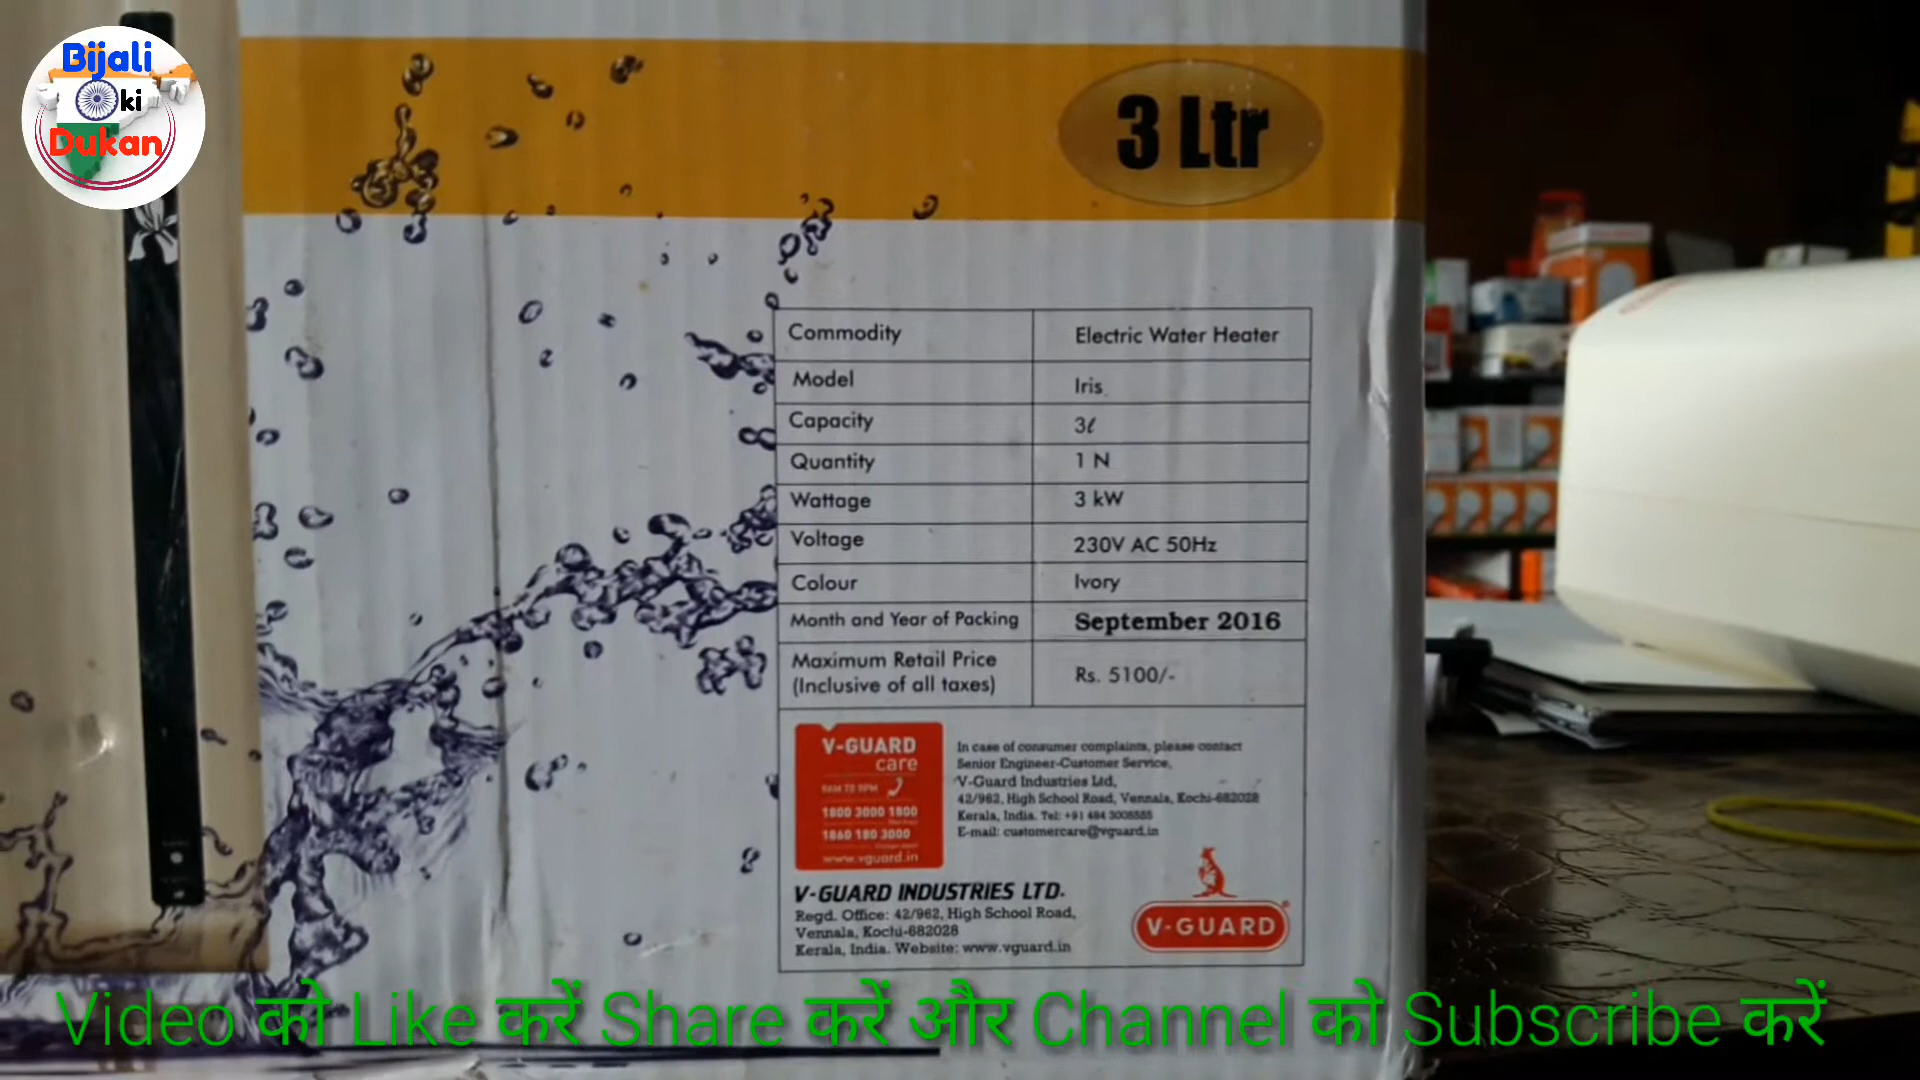 Bijali
ki
Dukan
3 Ltr
Commodity Electric Water Heater
Model Iris
Capacity 3ℓ
Quantity 1 N
Wattage 3 kW
Voltage 230V AC 50Hz
Colour Ivory
Month and Year of Packing September 2016
Maximum Retail Price
(Inclusive of all taxes) Rs. 5100/-
V-GUARD
care
9AM TO 9PM
1800 3000 1800
1860 180 3000
www.vguard.in
In case of consumer complaints, please contact
Senior Engineer-Customer Service,
V-Guard Industries Ltd,
42/962, High School Road, Vennala, Kochi-682028
Kerala, India. Tel: +91 484 3005555
E-mail: customercare@vguard.in
V-GUARD INDUSTRIES LTD.
Regd. Office: 42/962, High School Road,
Vennala, Kochi-682028
Kerala, India. Website: www.vguard.in
V-GUARD
Video को Like करें Share करें और Channel को Subscribe करें